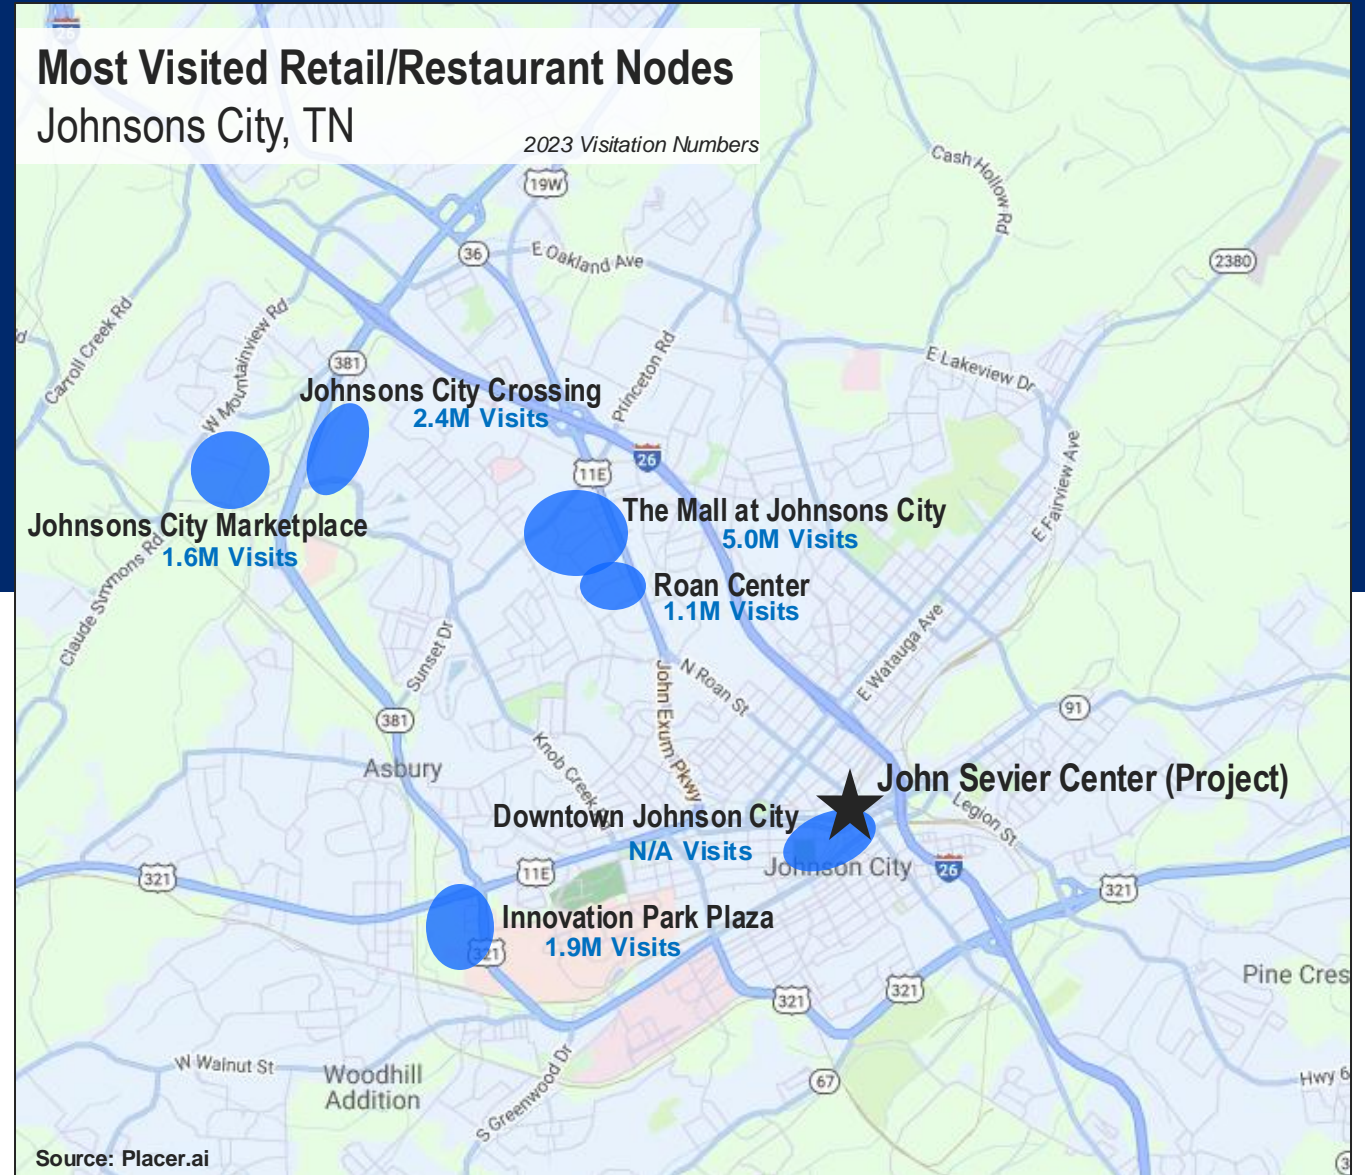 26
Most Visited Retail/Restaurant Nodes
Johnsons City, TN
2023 Visitation Numbers
19W
Cash Hollow Rd
36
E Oakland Ave
2380
Carroll Creek Rd
W Mountainview Rd
381
Princeton Rd
E Lakeview Dr
Johnsons City Crossing
2.4M Visits
26
11E
E Fairview Ave
The Mall at Johnsons City
5.0M Visits
Johnsons City Marketplace
1.6M Visits
Roan Center
1.1M Visits
Claude Simmons Rd
Sunset Dr
E Watauga Ave
N Roan St
John Exum Pkwy
91
381
Knob Creek
Asbury
John Sevier Center (Project)
Legion St
Downtown Johnson City
N/A Visits
Johnson City
26
11E
321
321
Innovation Park Plaza
1.9M Visits
321
Pine Cres
321
321
W Walnut St
Woodhill
Addition
67
Hwy 6
S Greenwood Dr
Source: Placer.ai